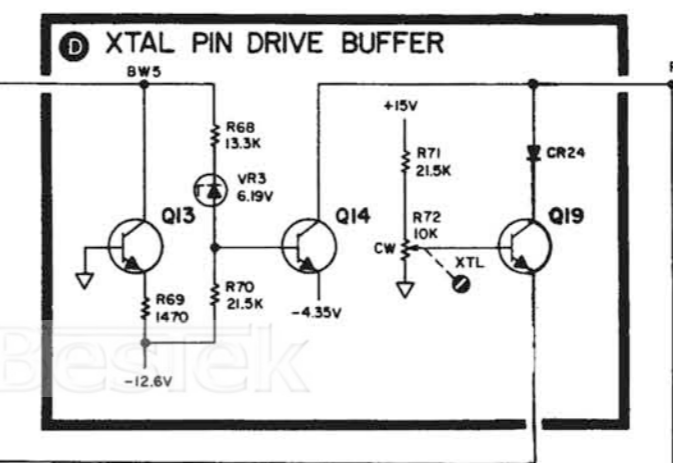 D XTAL PIN DRIVE BUFFER
BW5
R68
13.3K
VR3
6.19V
Q13
R69
1470
-12.6V
R70
21.5K
Q14
-4.35V
+15V
R71
21.5K
R72
10K
CW
XTL
CR24
Q19
Bestek